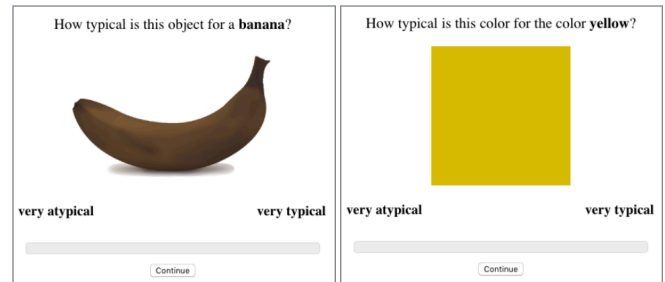 How typical is this object for a banana?
very atypical very typical
Continue
How typical is this color for the color yellow?
very atypical very typical
Continue